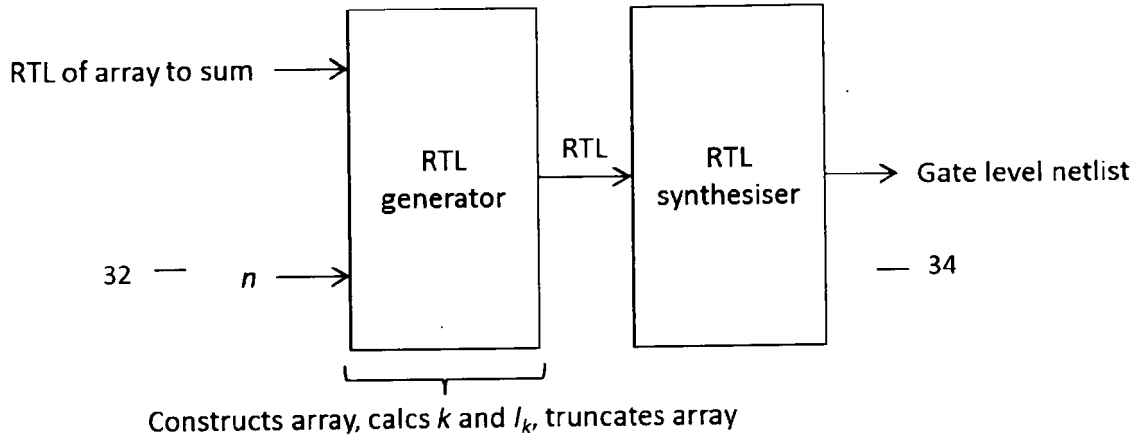 RTL of array to sum
RTL
generator
RTL
RTL
synthesiser
Gate level netlist
32
n
34
Constructs array, calcs k and lₖ, truncates array